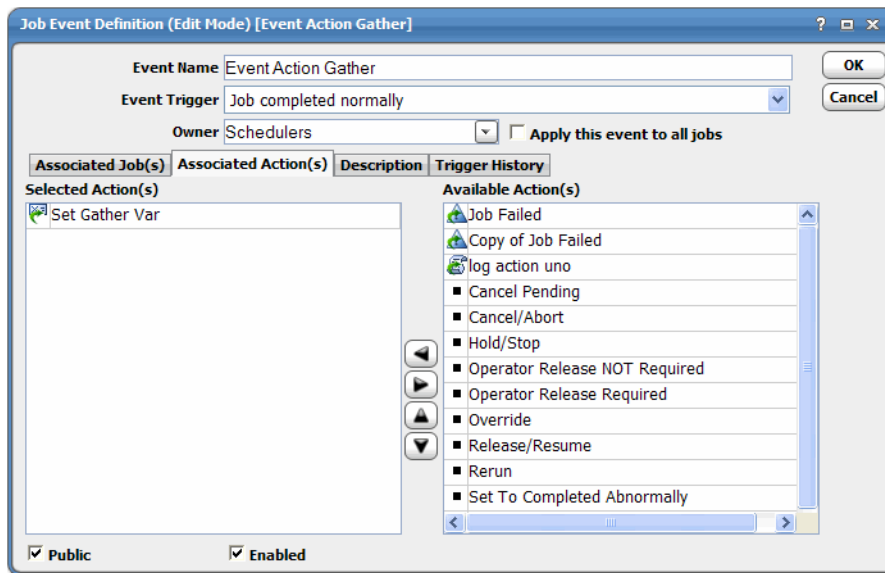 Job Event Definition (Edit Mode) [Event Action Gather]
?
Event Name Event Action Gather
OK
Event Trigger Job completed normally
Cancel
Owner Schedulers
Apply this event to all jobs
Associated Job(s) Associated Action(s) Description Trigger History
Selected Action(s)
Set Gather Var
Available Action(s)
Job Failed
Copy of Job Failed
log action uno
Cancel Pending
Cancel/Abort
Hold/Stop
Operator Release NOT Required
Operator Release Required
Override
Release/Resume
Rerun
Set To Completed Abnormally
Public
Enabled